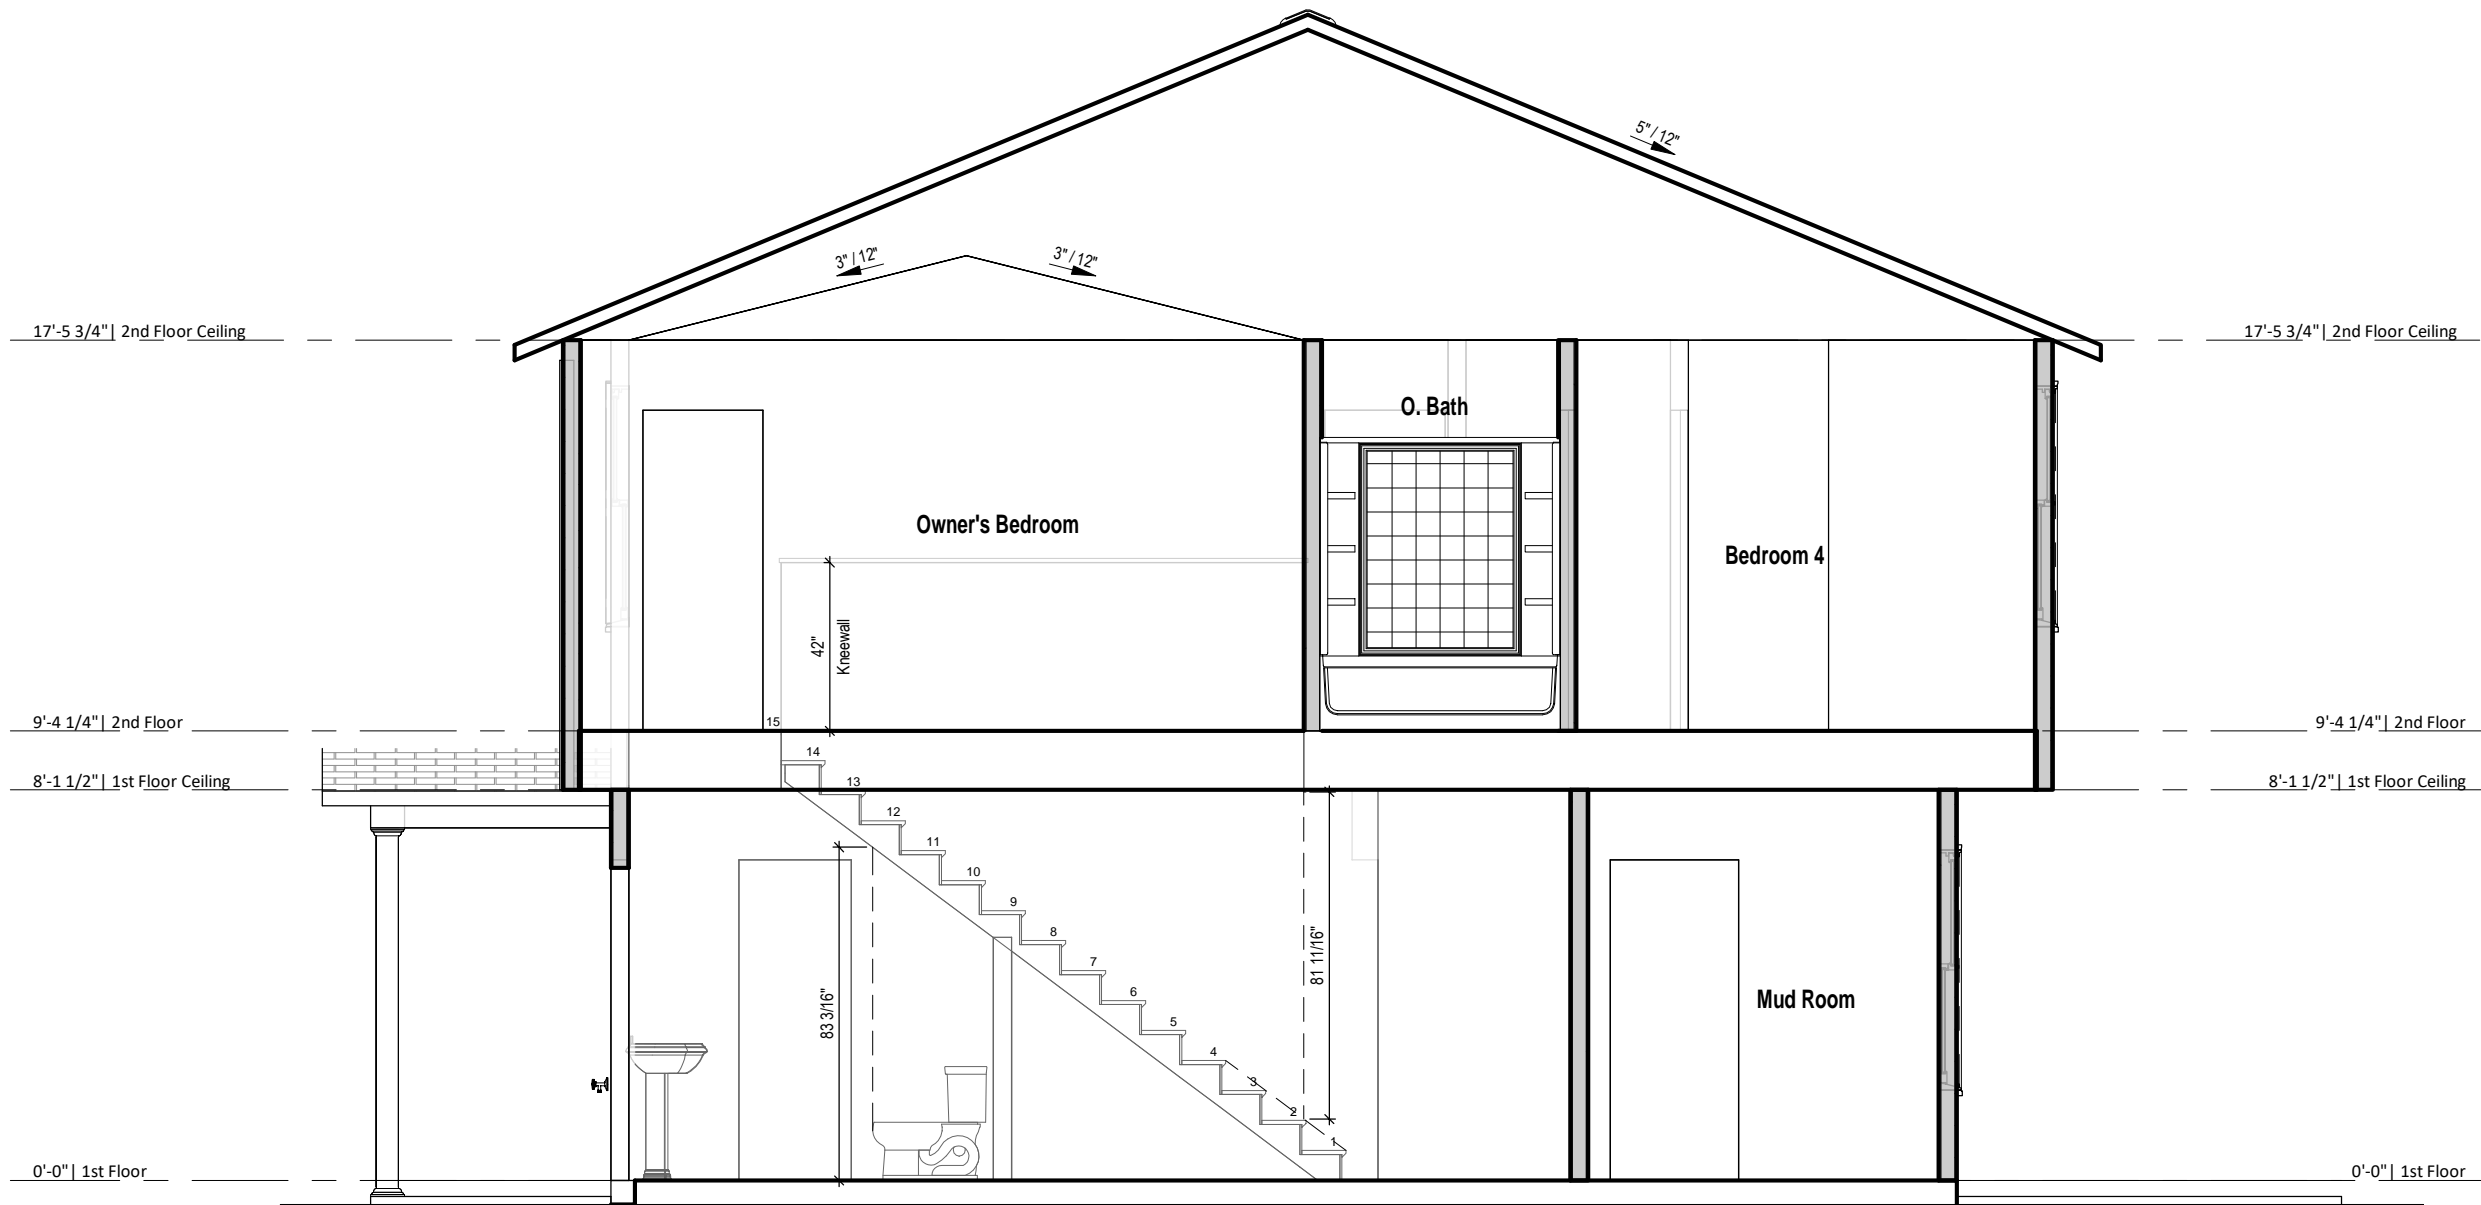 5"/12"
3"/12"
3"/12"
17'-5 3/4"| 2nd Floor Ceiling
17'-5 3/4"| 2nd Floor Ceiling
O. Bath
Owner's Bedroom
Bedroom 4
42"
Kneewall
9'-4 1/4"| 2nd Floor
15
9'-4 1/4"| 2nd Floor
14
8'-1 1/2"| 1st Floor Ceiling
13
8'-1 1/2"| 1st Floor Ceiling
12
11
10
9
8
7
6
5
4
3
2
1
83 3/16"
81 11/16"
Mud Room
0'-0"| 1st Floor
0'-0"| 1st Floor